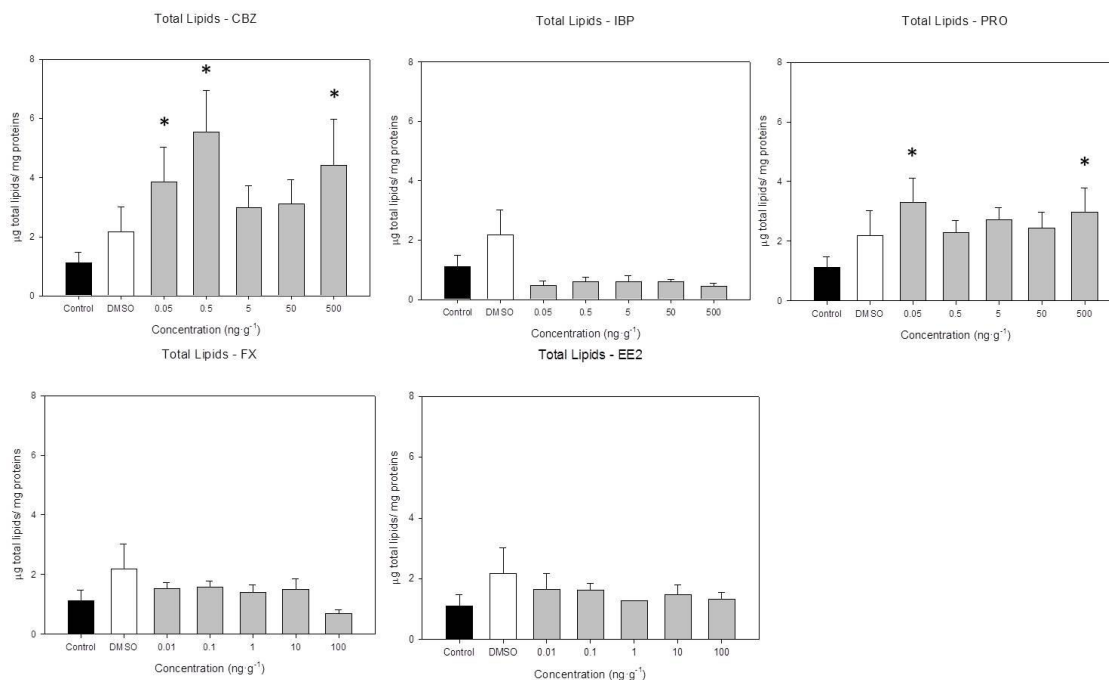 Total Lipids - CBZ
µg total lipids/ mg proteins
8
6
4
2
0
*
*
*
Control DMSO 0.05 0.5 5 50 500
Concentration (ng·g⁻¹)
Total Lipids - IBP
µg total lipids/ mg proteins
8
6
4
2
0
Control DMSO 0.05 0.5 5 50 500
Concentration (ng·g⁻¹)
Total Lipids - PRO
µg total lipids/ mg proteins
8
6
4
2
0
*
*
Control DMSO 0.05 0.5 5 50 500
Concentration (ng·g⁻¹)
Total Lipids - FX
µg total lipids/ mg proteins
8
6
4
2
0
Control DMSO 0.01 0.1 1 10 100
Concentration (ng·g⁻¹)
Total Lipids - EE2
µg total lipids/ mg proteins
8
6
4
2
0
Control DMSO 0.01 0.1 1 10 100
Concentration (ng·g⁻¹)